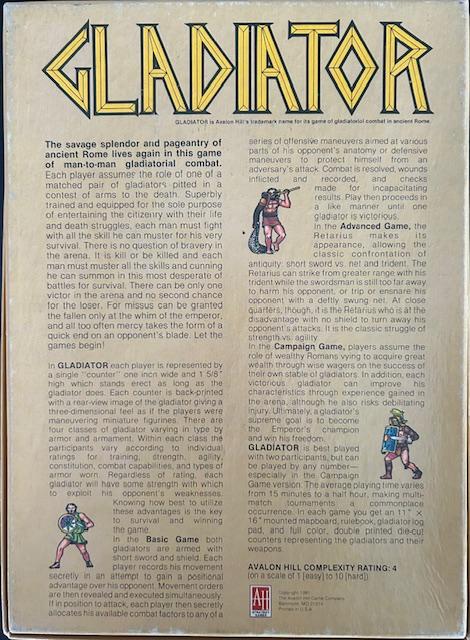 GLADIATOR
GLADIATOR is Avalon Hill's trademark name for its game of gladiatorial combat in ancient Rome.
The savage splendor and pageantry of
ancient Rome lives again in this game
of man-to-man gladiatorial combat.
Each player assumes the role of one of a
matched pair of gladiators pitted in a
contest of arms to the death. Superbly
trained and equipped for the sole purpose
of entertaining the citizenry with their life
and death struggles, each man must fight
with all the skill he can muster for his very
survival. There is no question of bravery in
the arena. It is kill or be killed and each
man must muster all the skills and cunning
he can summon in this most desperate of
battles for survival. There can be only one
victor in the arena and no second chance
for the loser. For missus can be granted
the fallen only at the whim of the emperor,
and all too often mercy takes the form of a
quick end on an opponent's blade. Let the
games begin!
In GLADIATOR each player is represented by
a single "counter" one inch wide and 1 5/8"
high which stands erect as long as the
gladiator does. Each counter is back-printed
with a rear-view image of the gladiator giving a
three-dimensional feel as if the players were
maneuvering miniature figurines. There are
four classes of gladiator varying in type by
armor and armament. Within each class the
participants vary according to individual
ratings for training, strength, agility,
constitution, combat capabilities, and types of
armor worn. Regardless of rating, each
gladiator will have some strength with which
to exploit his opponent's weaknesses.
Knowing how best to utilize
these advantages is the key
to survival and winning
the game.
In the Basic Game both
gladiators are armed with
short sword and shield. Each
player records his movement
secretly in an attempt to gain a positional
advantage over his opponent. Movement orders
are then revealed and executed simultaneously.
If in position to attack, each player then secretly
allocates his available combat factors to any of a
series of offensive maneuvers aimed at various
parts of his opponent's anatomy or defensive
maneuvers to protect himself from an
adversary's attack. Combat is resolved, wounds
inflicted are recorded, and checks
made for incapacitating
results. Play then proceeds in
a like manner until one
gladiator is victorious.
In the Advanced Game, the
Retarius makes its
appearance, allowing the
classic confrontation of
antiquity: short sword vs. net and trident. The
Retarius can strike from greater range with his
trident while the swordsman is still too far away
to harm his opponent, or trip or ensnare his
opponent with a deftly swung net. At close
quarters, though, it is the Retarius who is at the
disadvantage with no shield to turn away his
opponent's attacks. It is the classic struggle of
strength vs. agility.
In the Campaign Game, players assume the
role of wealthy Romans vying to acquire great
wealth through wise wagers on the success of
their own stable of gladiators. In addition, each
victorious gladiator can improve his
characteristics through experience gained in
the arena, although he also risks debilitating
injury. Ultimately, a gladiator's
supreme goal is to become
the Emperor's champion
and win his freedom.
GLADIATOR is best played
with two participants, but can
be played by any number—
especially in the Campaign
Game version. The average playing time varies
from 15 minutes to a half hour, making multi-
match tournaments a commonplace
occurrence. In each game you get an 11" ×
16" mounted mapboard, rulebook, gladiator log
pad, and full color, double printed die-cut
counters representing the gladiators and their
weapons.
AVALON HILL COMPLEXITY RATING: 4
(on a scale of 1 [easy] to 10 [hard])
AH
Copyright 1981
The Avalon Hill Game Company
Baltimore, MD 21214
Printed in U.S.A.